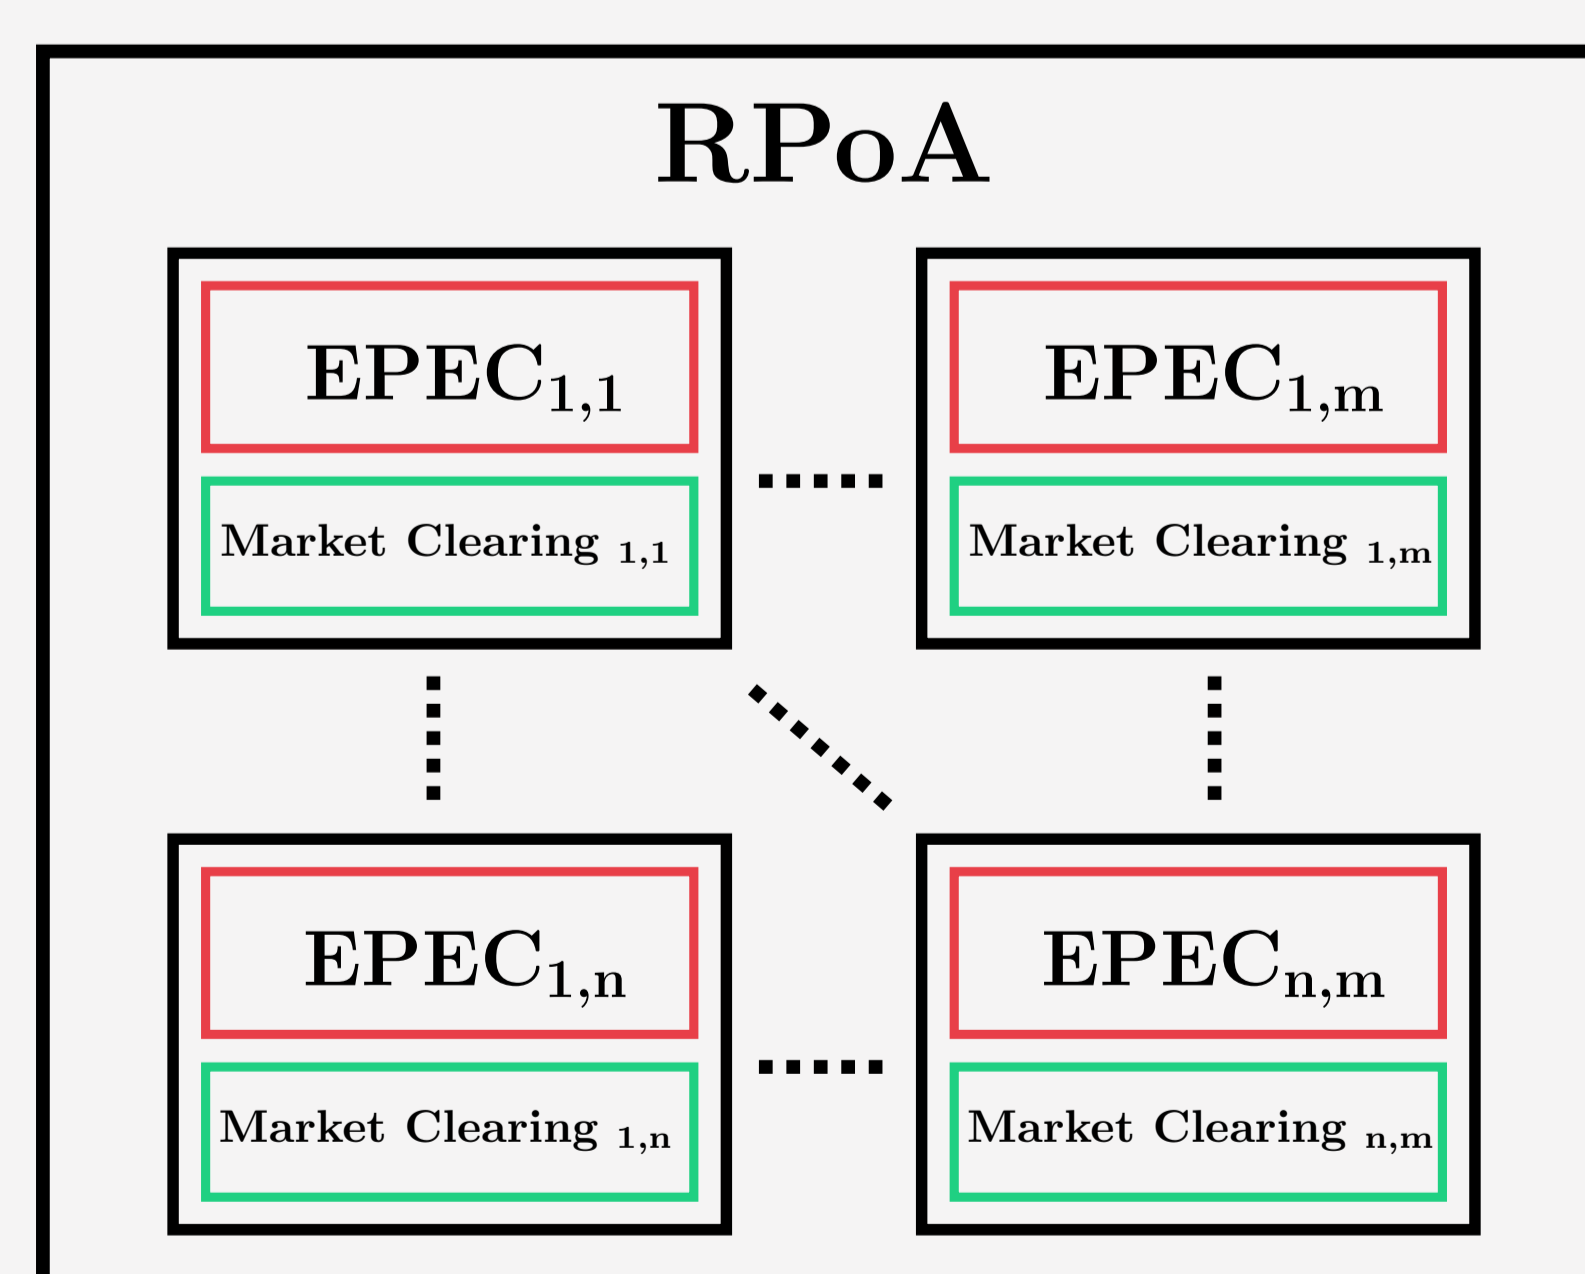 RPoA
EPEC1,1
EPEC1,m
Market Clearing 1,1
Market Clearing 1,m
EPEC1,n
EPECn,m
Market Clearing 1,n
Market Clearing n,m